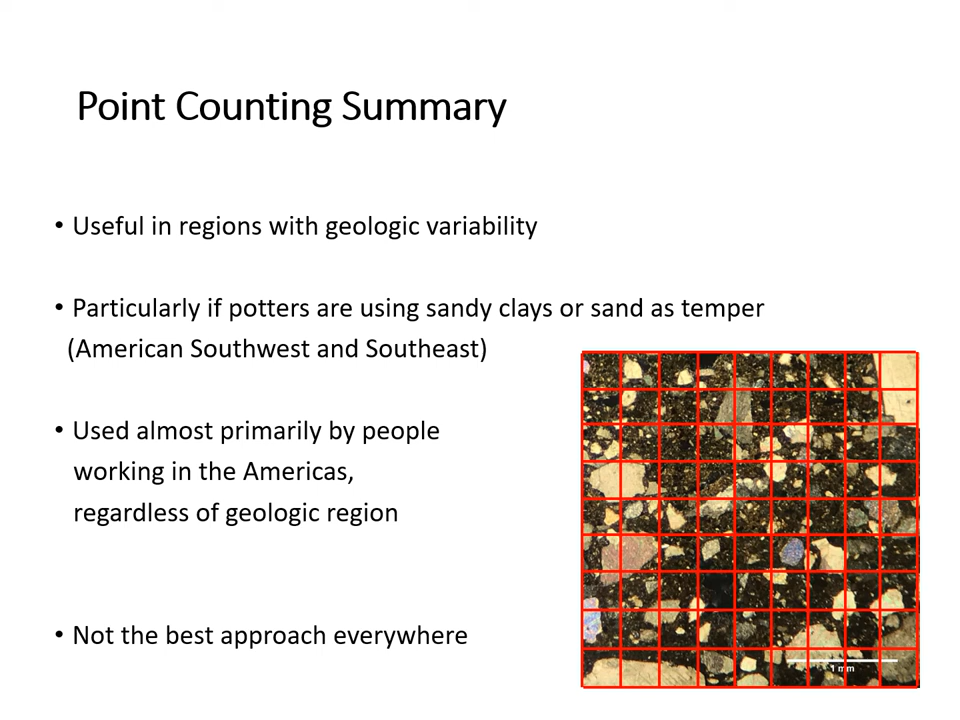 Point Counting Summary
• Useful in regions with geologic variability
• Particularly if potters are using sandy clays or sand as temper
(American Southwest and Southeast)
• Used almost primarily by people
working in the Americas,
regardless of geologic region
• Not the best approach everywhere
1 mm